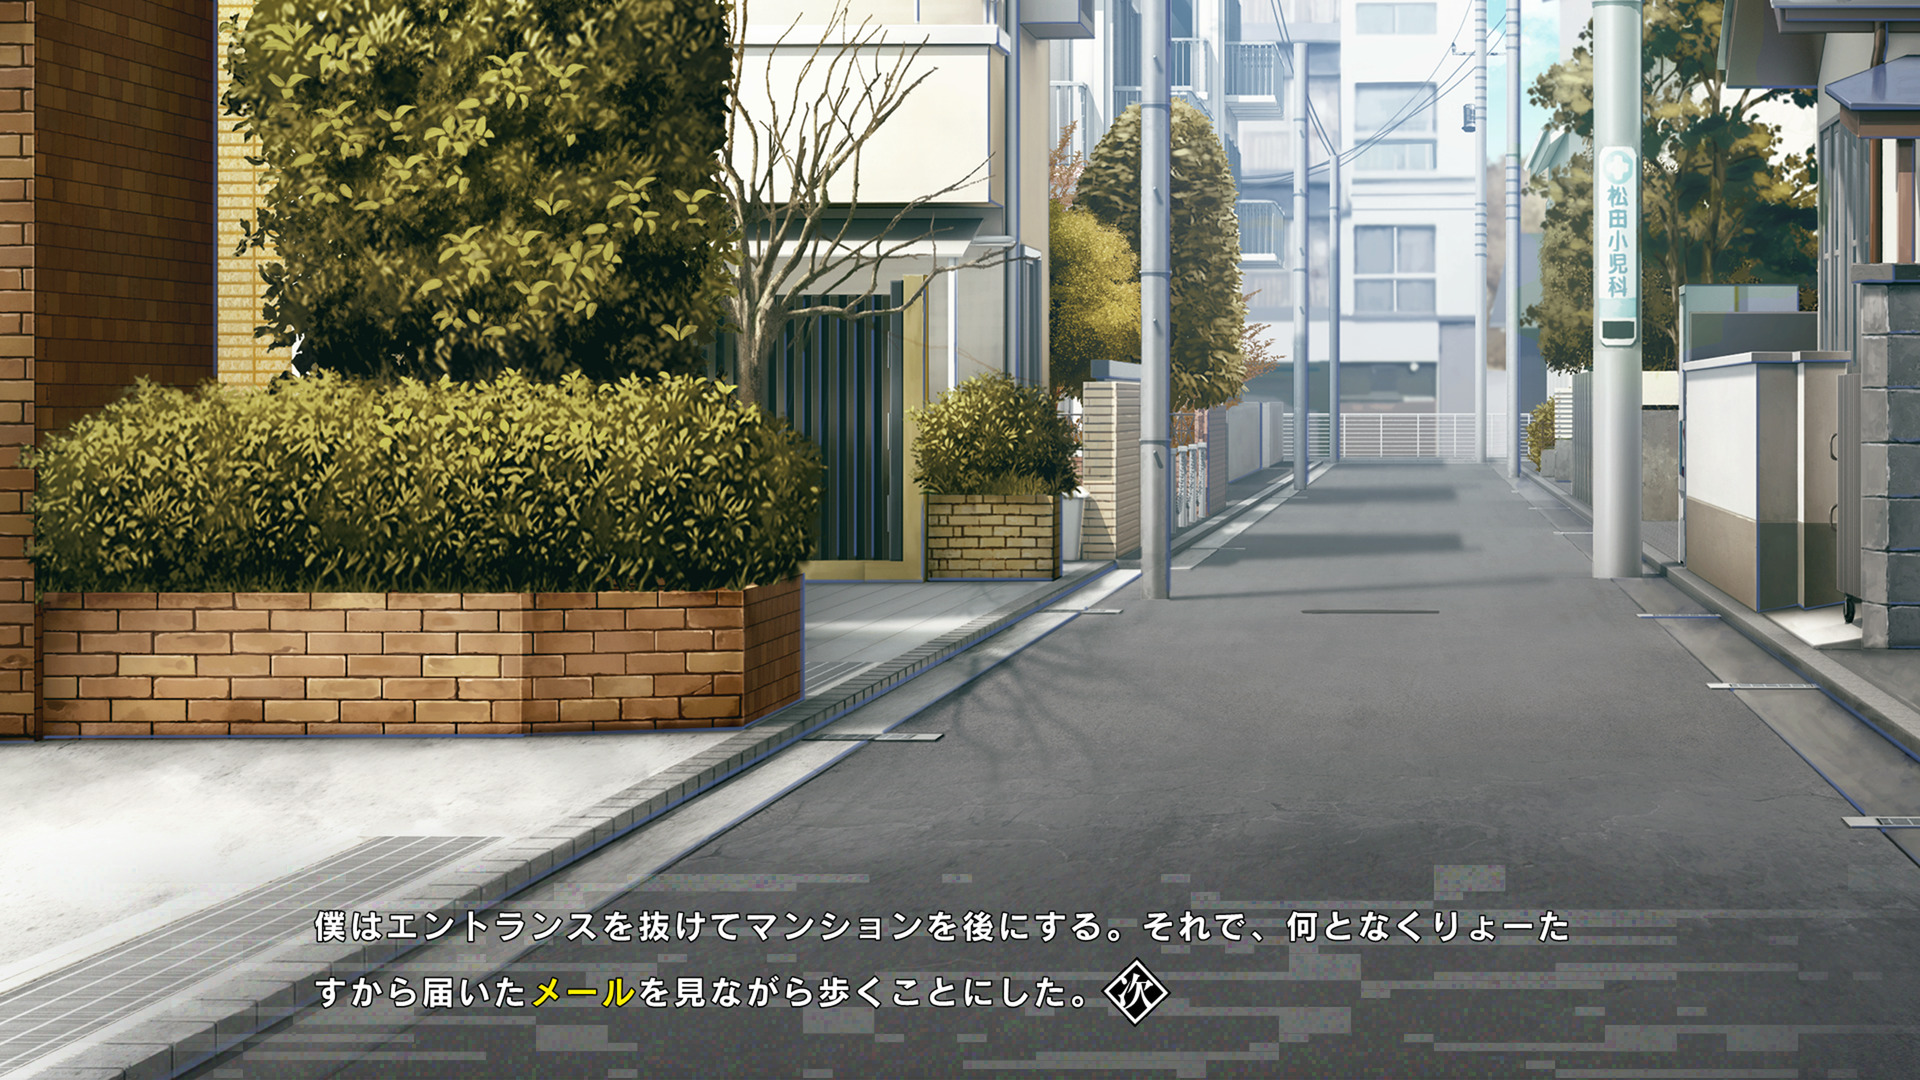 松田小児科
僕はエントランスを抜けてマンションを後にする。それで、何となくりょーた
すから届いたメールを見ながら歩くことにした。
次